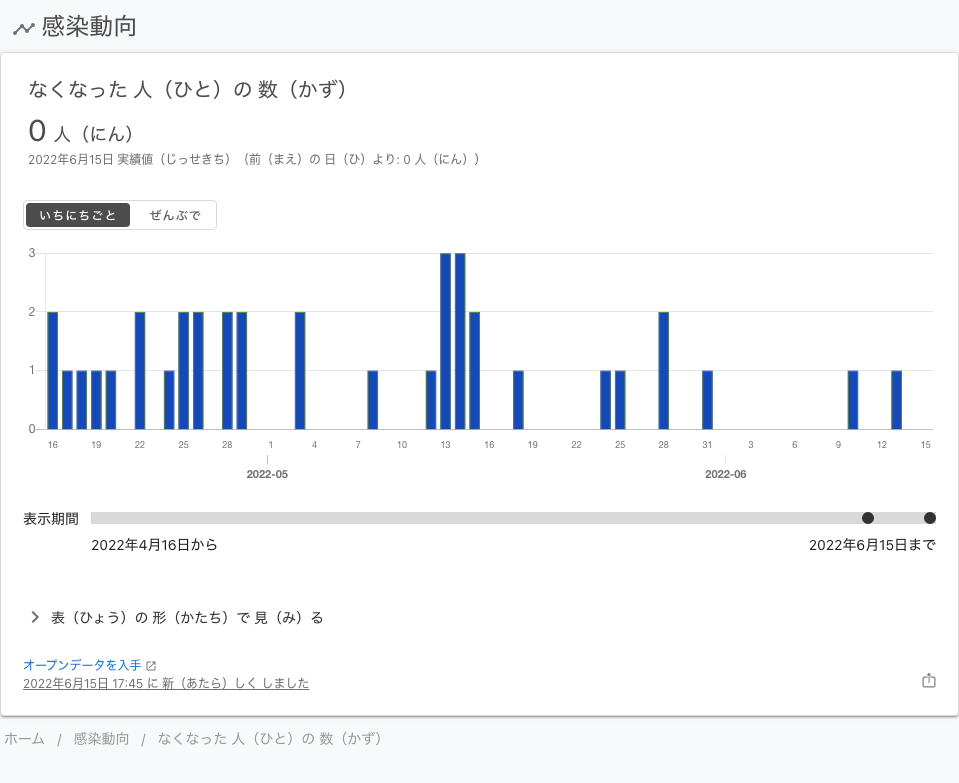 感染動向
なくなった 人（ひと）の 数（かず）
0 人（にん）
2022年6月15日 実績値（じっせきち）（前（まえ）の 日（ひ）より: 0 人（にん））
いちにちごと ぜんぶで
3
2
1
0
16 19 22 25 28 1 4 7 10 13 16 19 22 25 28 31 3 6 9 12 15
2022-05 2022-06
表示期間
2022年4月16日から 2022年6月15日まで
表（ひょう）の 形（かたち）で 見（み）る
オープンデータを入手
2022年6月15日 17:45 に 新（あたら）しく しました
ホーム / 感染動向 / なくなった 人（ひと）の 数（かず）